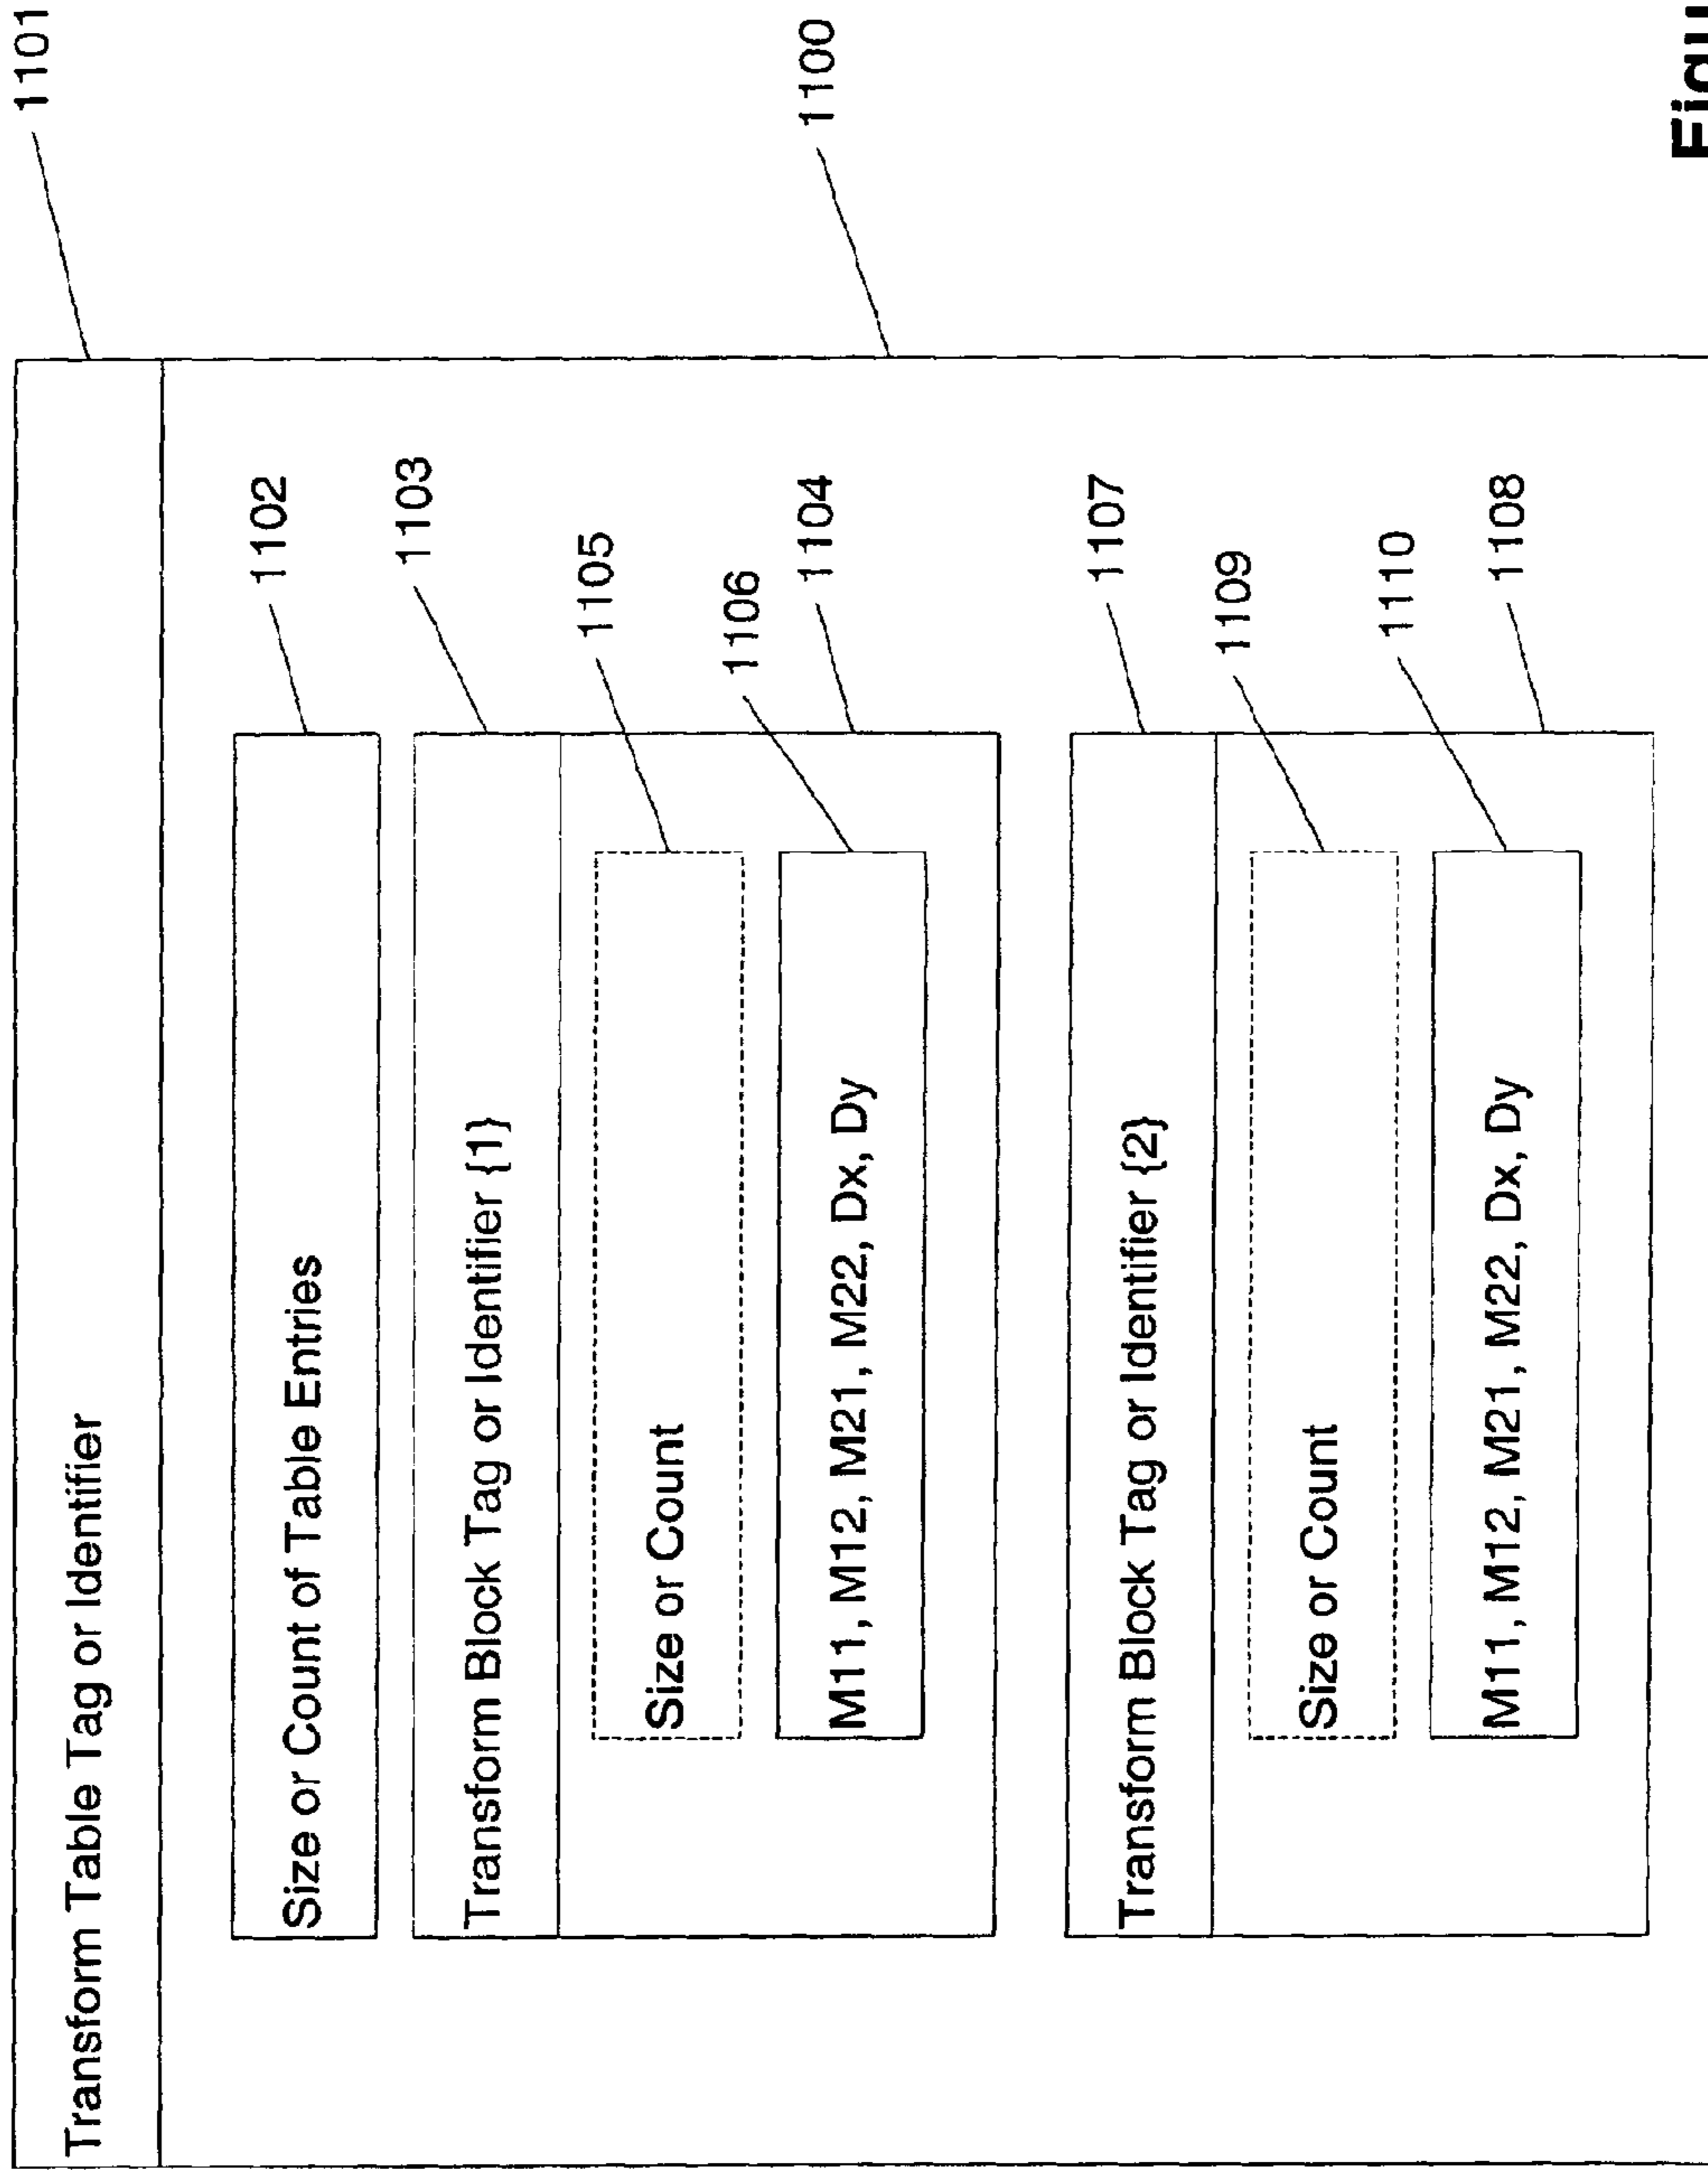 Transform Table Tag or Identifier
1101
Size or Count of Table Entries
1102
Transform Block Tag or Identifier {1}
1103
Size or Count
1105
M11, M12, M21, M22, Dx, Dy
1106
1104
1100
Transform Block Tag or Identifier {2}
1107
Size or Count
1109
M11, M12, M21, M22, Dx, Dy
1110
1108